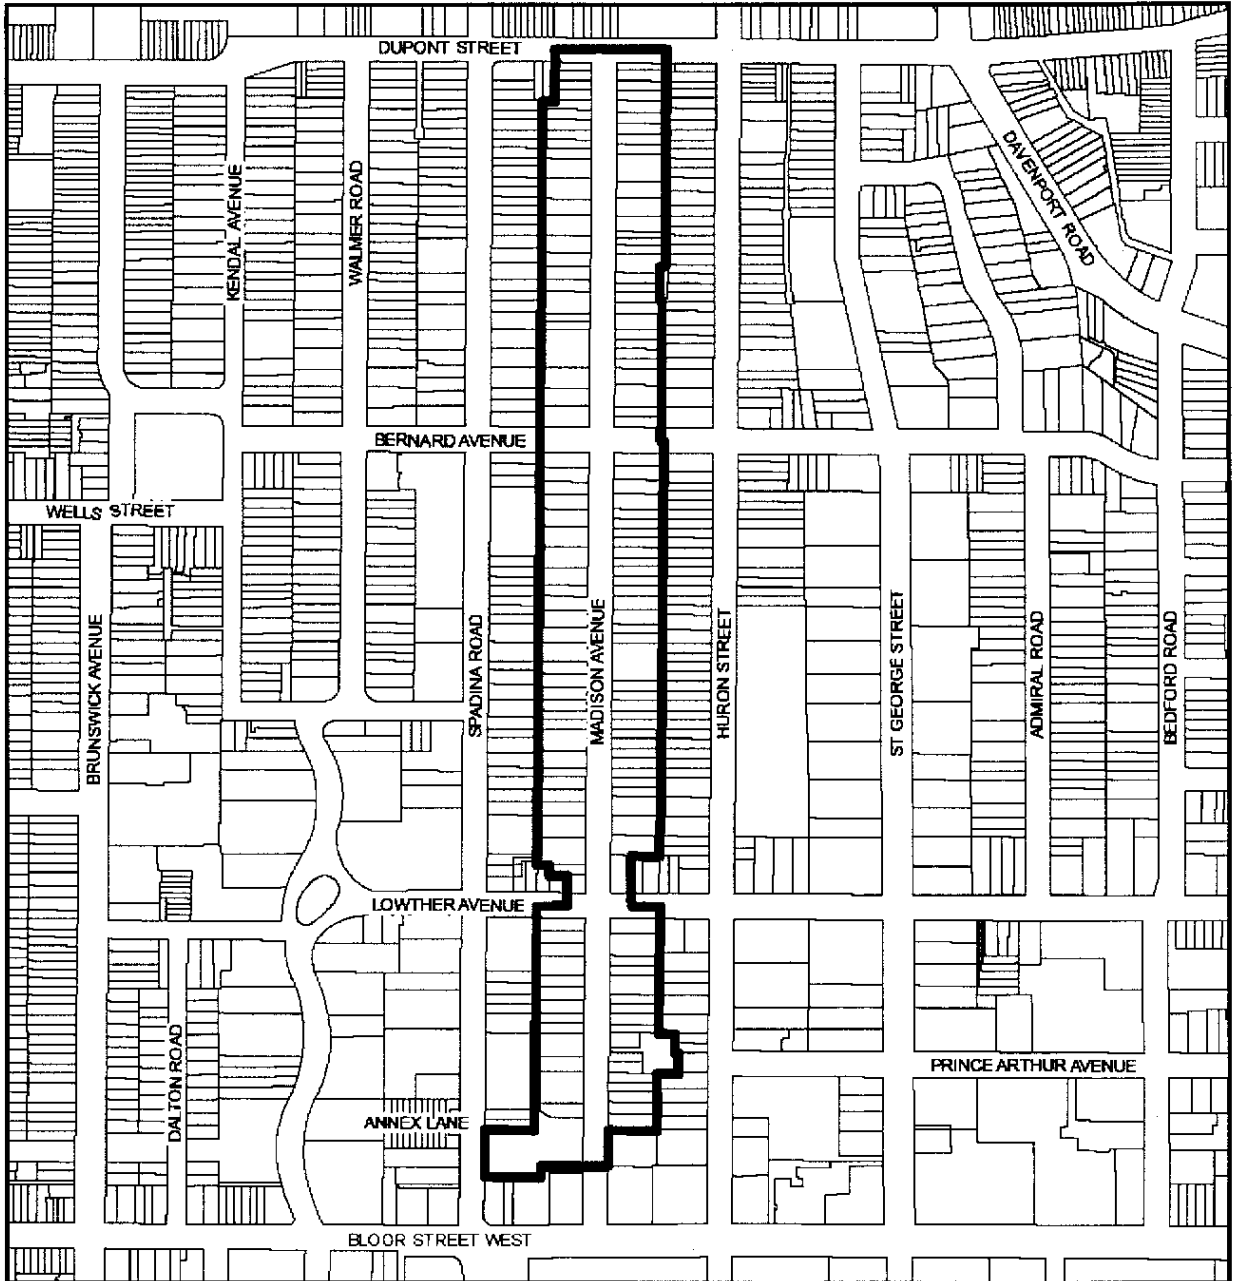 DUPONT STREET
DAVENPORT ROAD
KENDAL AVENUE
WALMER ROAD
BERNARD AVENUE
WELLS STREET
BRUNSWICK AVENUE
SPADINA ROAD
MADISON AVENUE
HURON STREET
ST GEORGE STREET
ADMIRAL ROAD
BEDFORD ROAD
LOWTHER AVENUE
DALTON ROAD
PRINCE ARTHUR AVENUE
ANNEX LANE
BLOOR STREET WEST